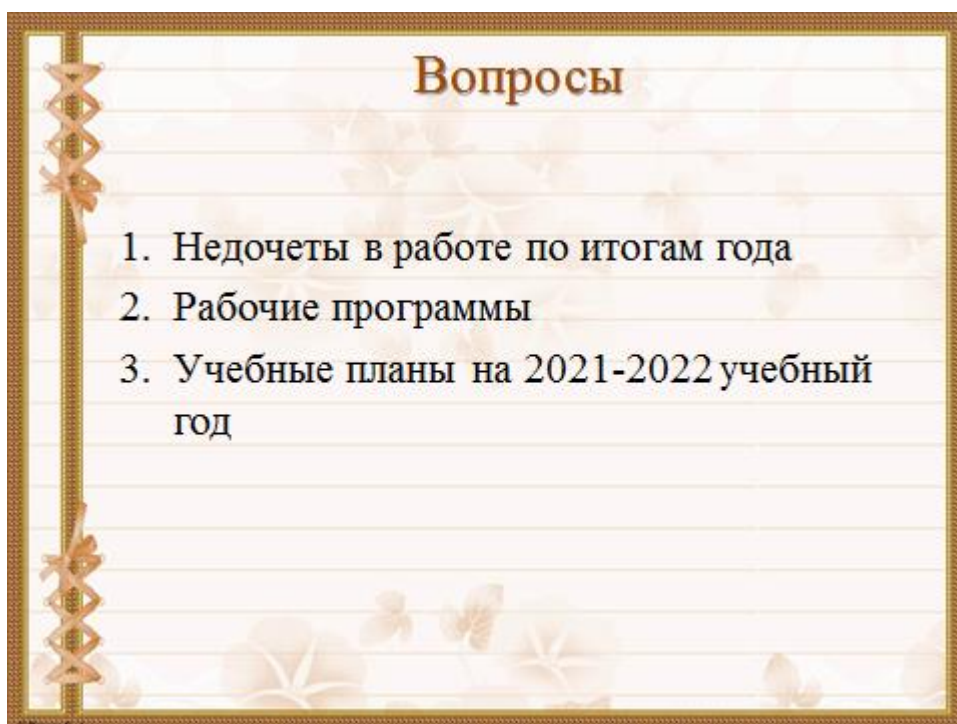 Вопросы
1. Недочеты в работе по итогам года
2. Рабочие программы
3. Учебные планы на 2021-2022 учебный
год